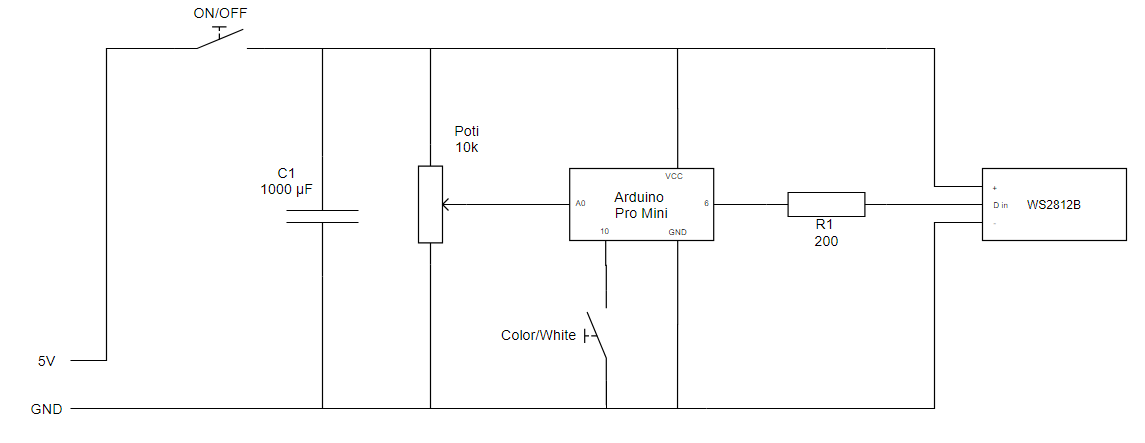 ON/OFF
Poti
10k
C1
1000 µF
VCC
Arduino
Pro Mini
A0
6
10
GND
R1
200
+
D in
-
WS2812B
Color/White
5V
GND